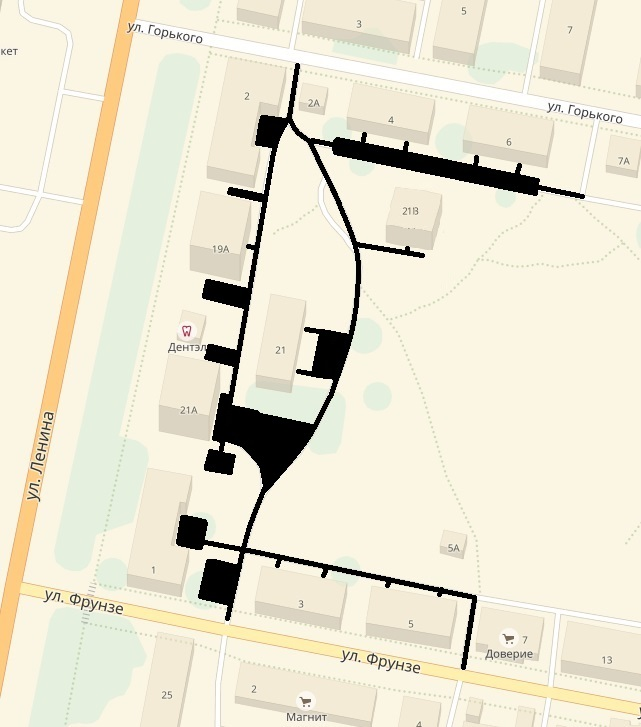 3
5
7
ул. Горького
кет
2
2А
4
ул. Горького
6
7А
21В
19А
Дентэл
21
21А
ул. Ленина
5А
1
ул. Фрунзе
3
5
7
Доверие
13
ул. Фрунзе
25
2
Магнит
4